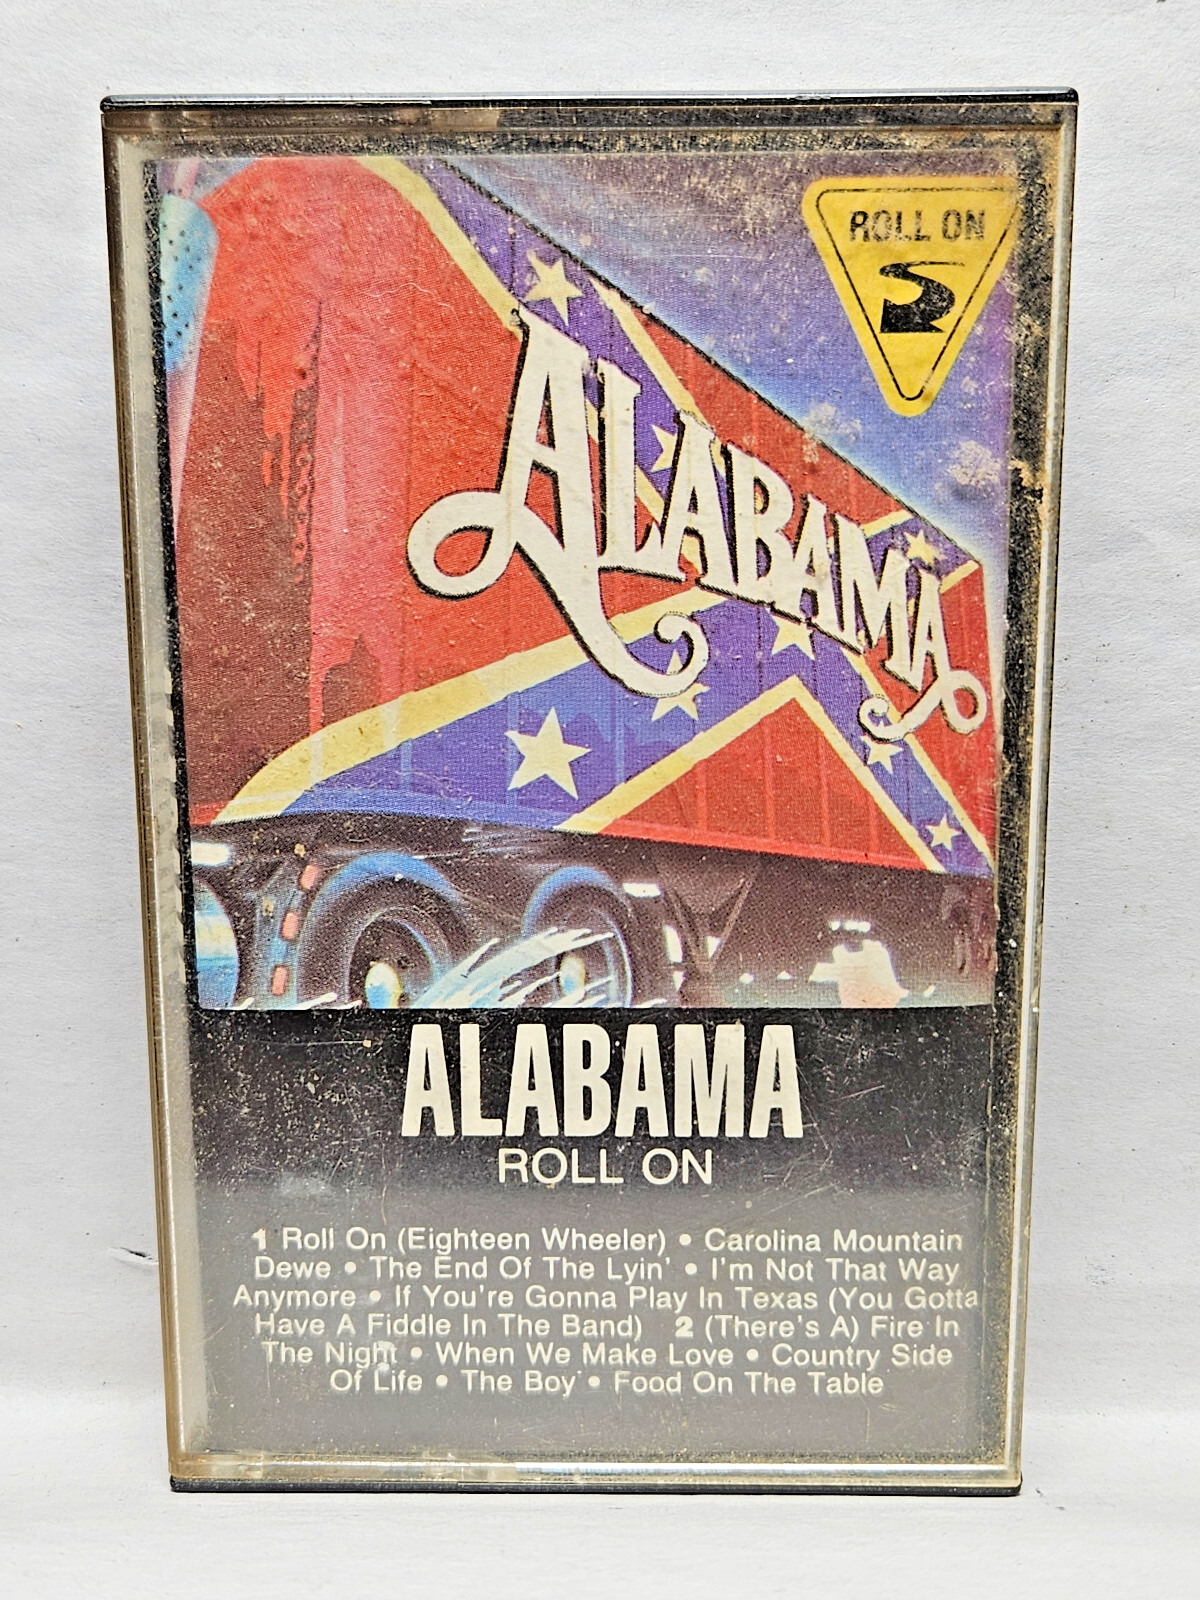 ROLL ON
ALABAMA
ALABAMA
ROLL ON
1 Roll On (Eighteen Wheeler) • Carolina Mountain
Dewe • The End Of The Lyin' • I'm Not That Way
Anymore • If You're Gonna Play In Texas (You Gotta
Have A Fiddle In The Band) 2 (There's A) Fire In
The Night • When We Make Love • Country Side
Of Life • The Boy • Food On The Table